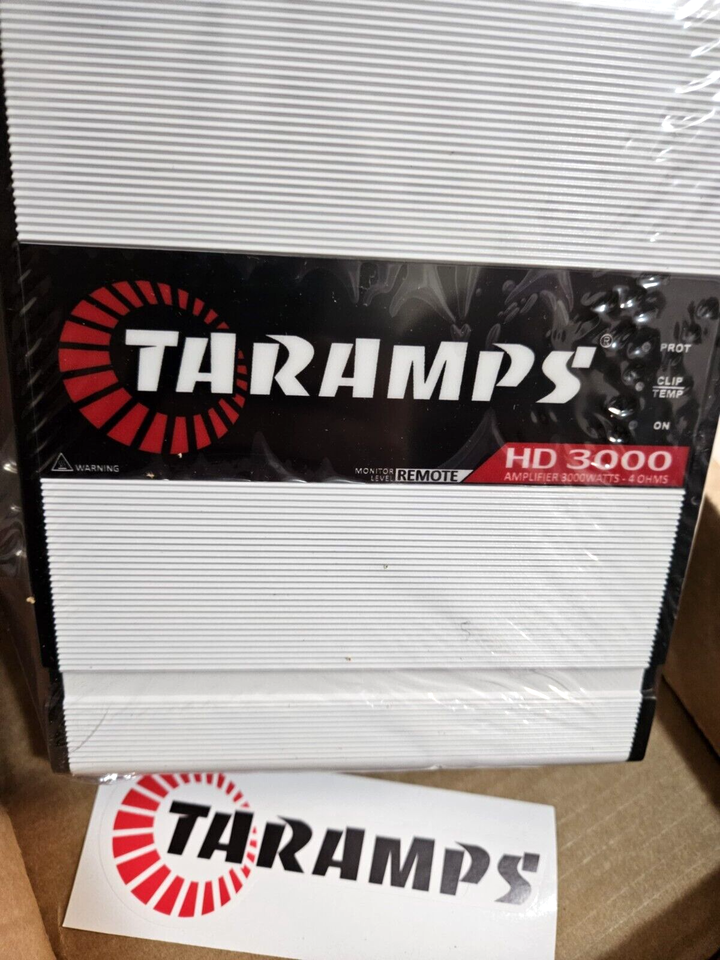 TARAMPS®
PROT
CLIP
TEMP
ON
WARNING
MONITOR
LEVEL
REMOTE
HD 3000
AMPLIFIER 3000WATTS - 4 OHMS
TARAMPS